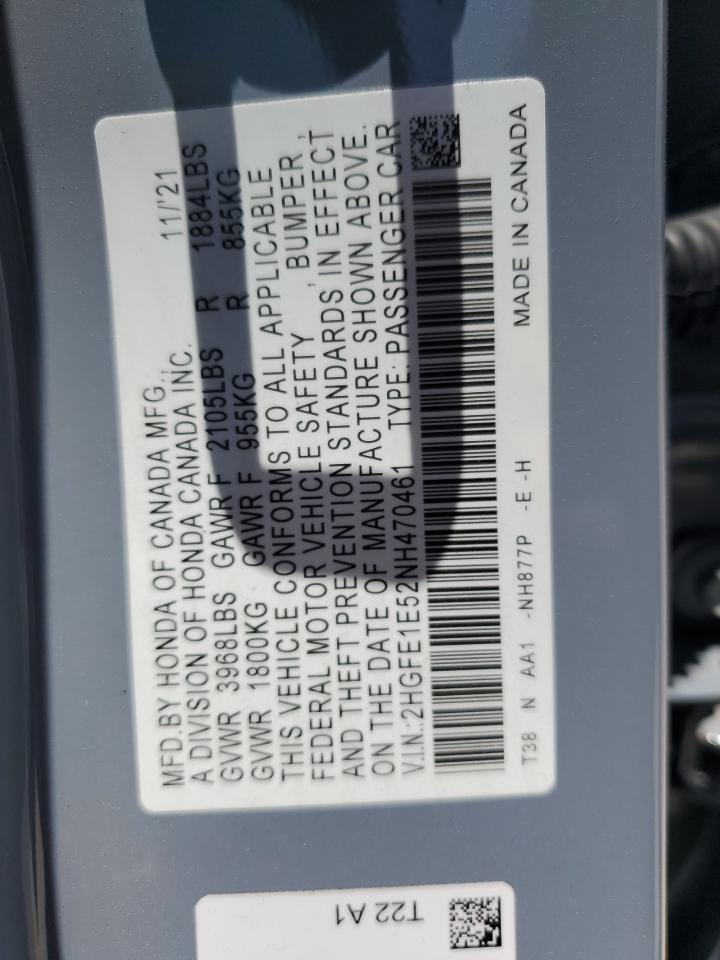 MFD.BY HONDA OF CANADA MFG., 11/'21
A DIVISION OF HONDA CANADA INC.
GVWR 3968LBS GAWR F 2105LBS R 1884LBS
GVWR 1800KG GAWR F 955KG R 855KG
THIS VEHICLE CONFORMS TO ALL APPLICABLE
FEDERAL MOTOR VEHICLE SAFETY , BUMPER ,
AND THEFT PREVENTION STANDARDS IN EFFECT
ON THE DATE OF MANUFACTURE SHOWN ABOVE.
V.I.N.:2HGFE1E52NH470461 TYPE: PASSENGER CAR
T38 N AA1 -NH877P -E -H MADE IN CANADA
T22 A1